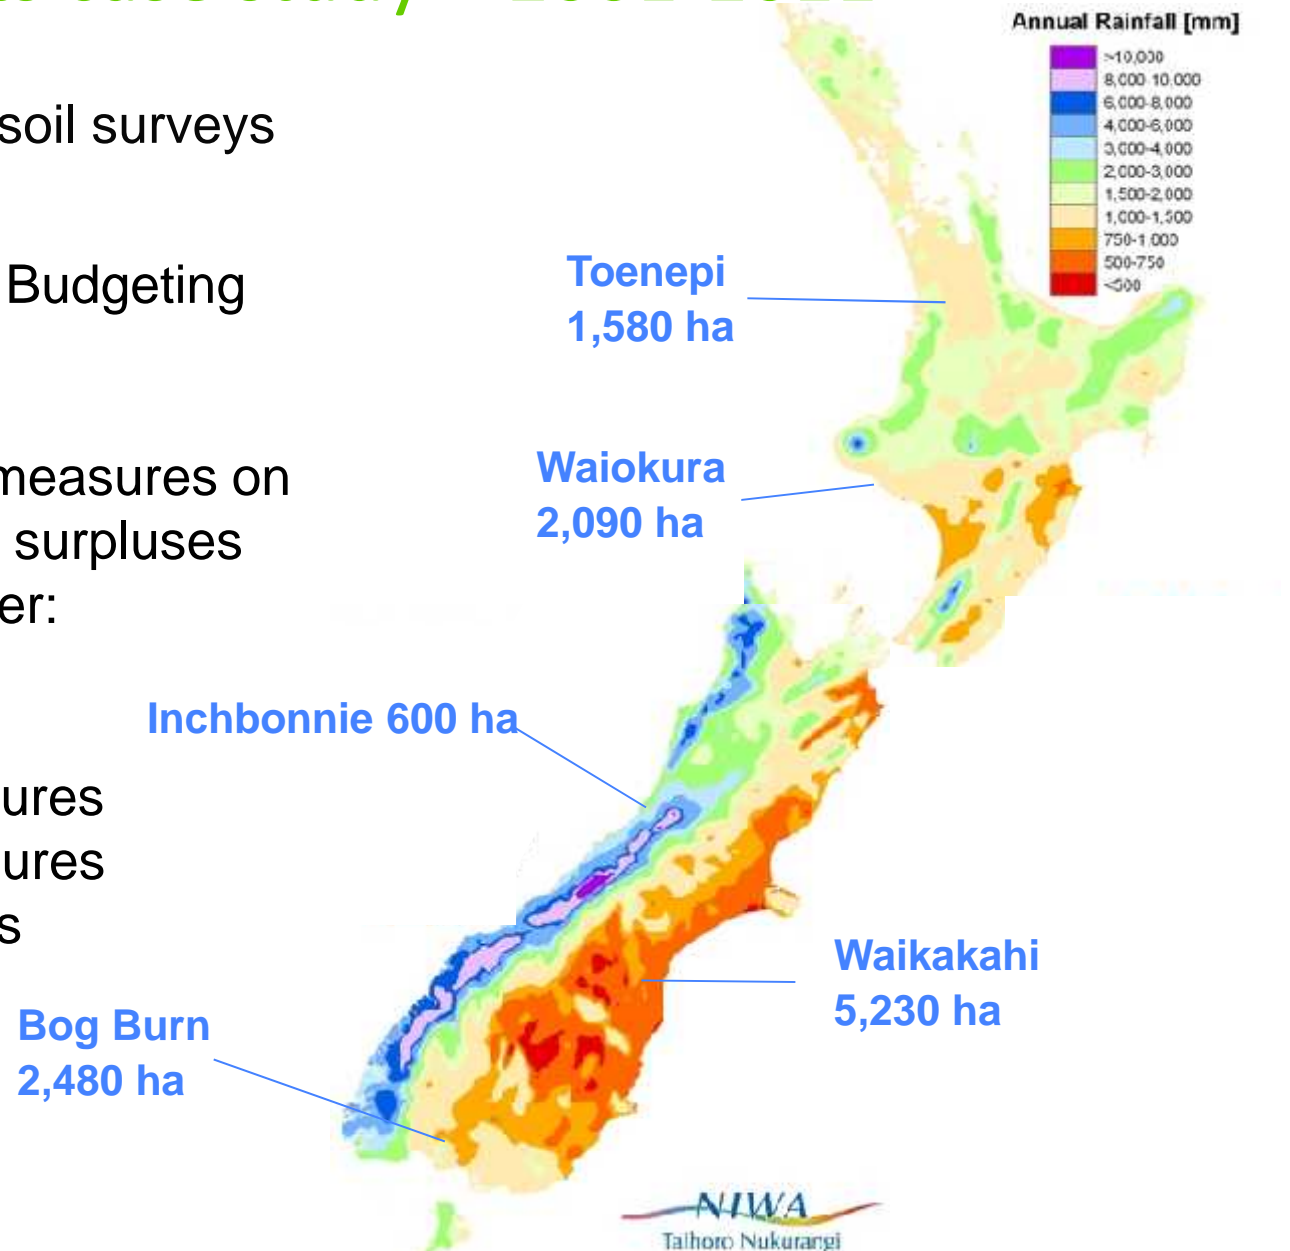 soil surveys
Budgeting
measures on
surpluses
er:
ures
ures
s
Annual Rainfall [mm]
>10,000
8,000-10,000
6,000-8,000
4,000-6,000
3,000-4,000
2,000-3,000
1,500-2,000
1,000-1,500
750-1,000
500-750
<500
Toenepi
1,580 ha
Waiokura
2,090 ha
Inchbonnie 600 ha
Waikakahi
5,230 ha
Bog Burn
2,480 ha
NIWA
Taihoro Nukurangi